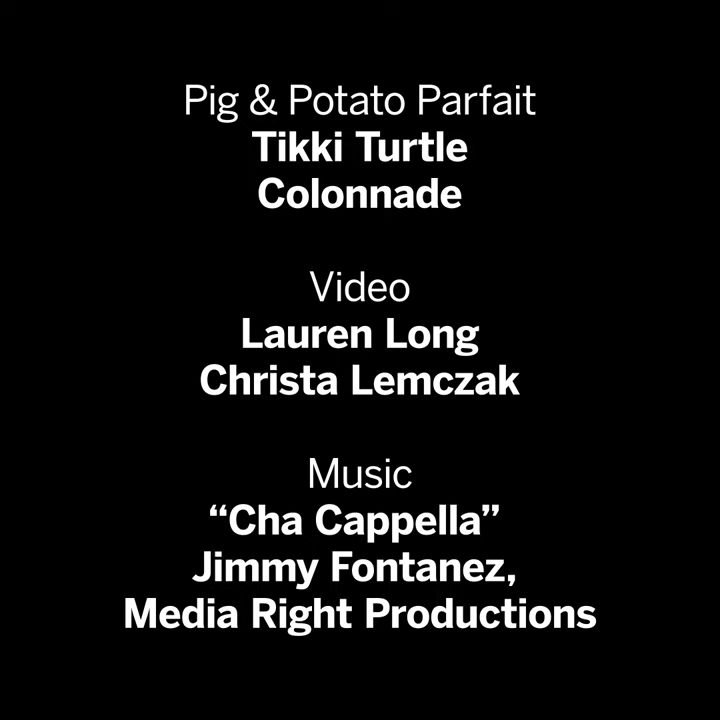 Pig & Potato Parfait
Tikki Turtle
Colonnade
Video
Lauren Long
Christa Lemczak
Music
“Cha Cappella”
Jimmy Fontanez,
Media Right Productions